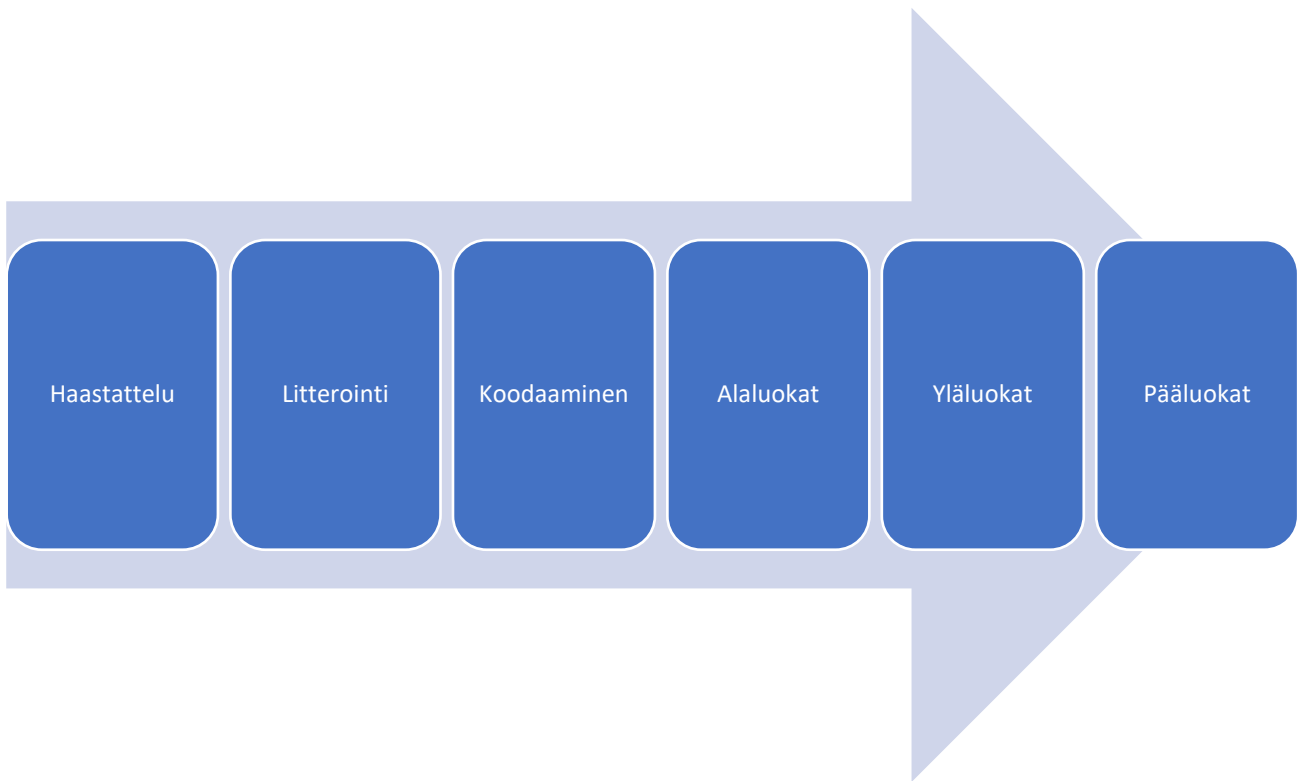 Haastattelu
Litterointi
Koodaaminen
Alaluokat
Yläluokat
Pääluokat